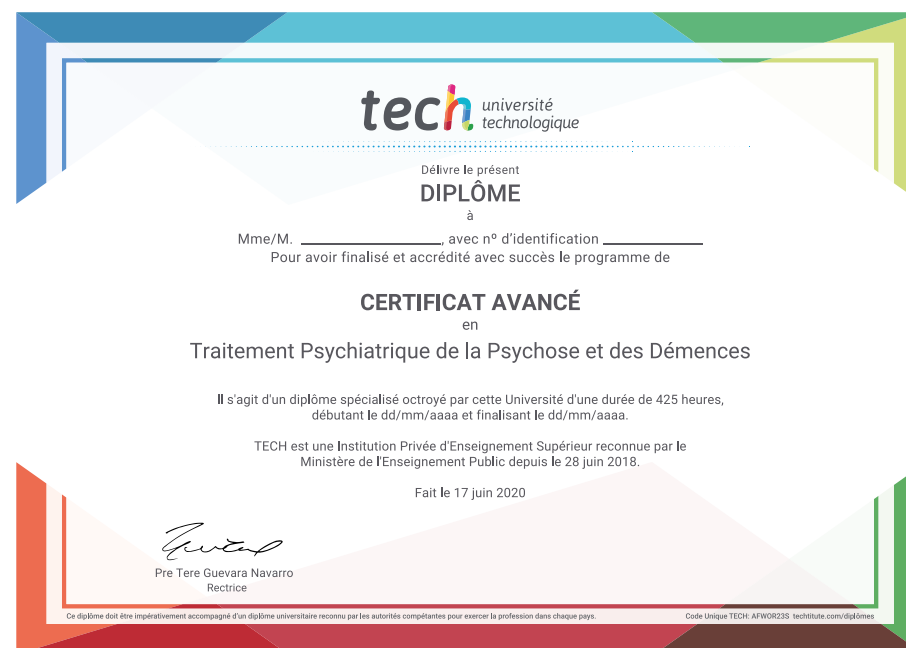 tech université
technologique
Délivre le présent
DIPLÔME
à
Mme/M. ____________________, avec nº d'identification ______________
Pour avoir finalisé et accrédité avec succès le programme de
CERTIFICAT AVANCÉ
en
Traitement Psychiatrique de la Psychose et des Démences
Il s'agit d'un diplôme spécialisé octroyé par cette Université d'une durée de 425 heures,
débutant le dd/mm/aaaa et finalisant le dd/mm/aaaa.
TECH est une Institution Privée d'Enseignement Supérieur reconnue par le
Ministère de l'Enseignement Public depuis le 28 juin 2018.
Fait le 17 juin 2020
Pre Tere Guevara Navarro
Rectrice
Ce diplôme doit être impérativement accompagné d'un diplôme universitaire reconnu par les autorités compétantes pour exercer la profession dans chaque pays.
Code Unique TECH: AFWOR23S techtitute.com/diplômes